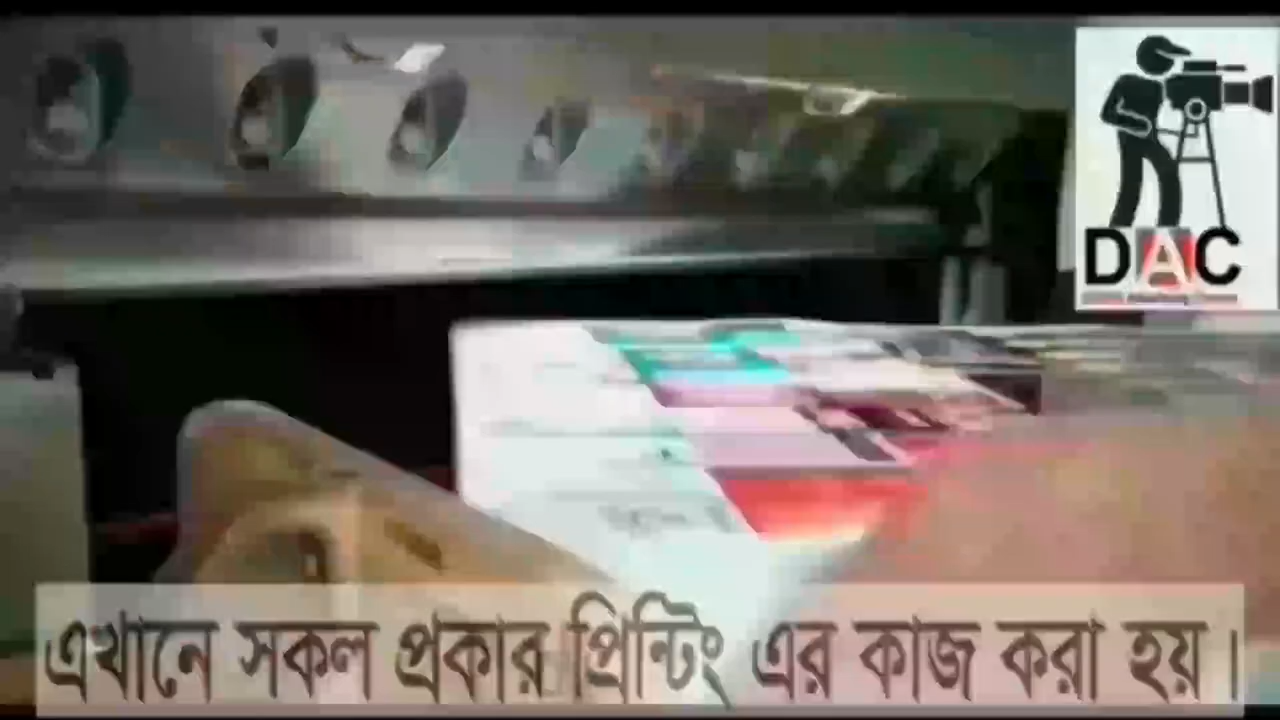 DAC
এখানে সকল প্রকার প্রিন্টিং এর কাজ করা হয়।